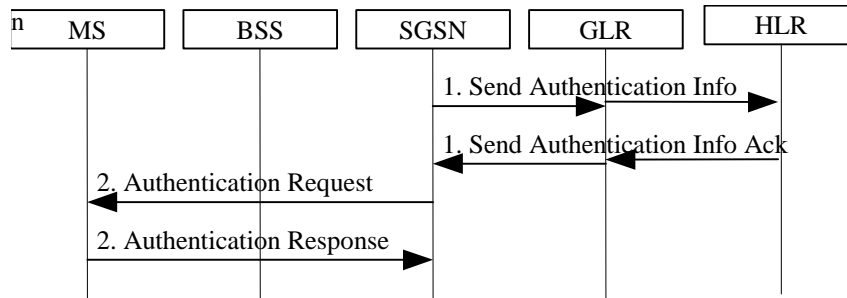 n
MS BSS SGSN GLR HLR
1. Send Authentication Info
1. Send Authentication Info Ack
2. Authentication Request
2. Authentication Response